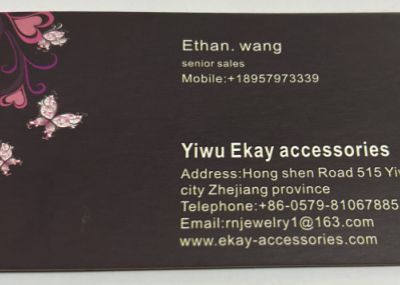 Ethan. wang
senior sales
Mobile:+18957973339
Yiwu Ekay accessories
Address:Hong shen Road 515 Yiw
city Zhejiang province
Telephone:+86-0579-81067885
Email:rnjewelry1@163.com
www.ekay-accessories.com